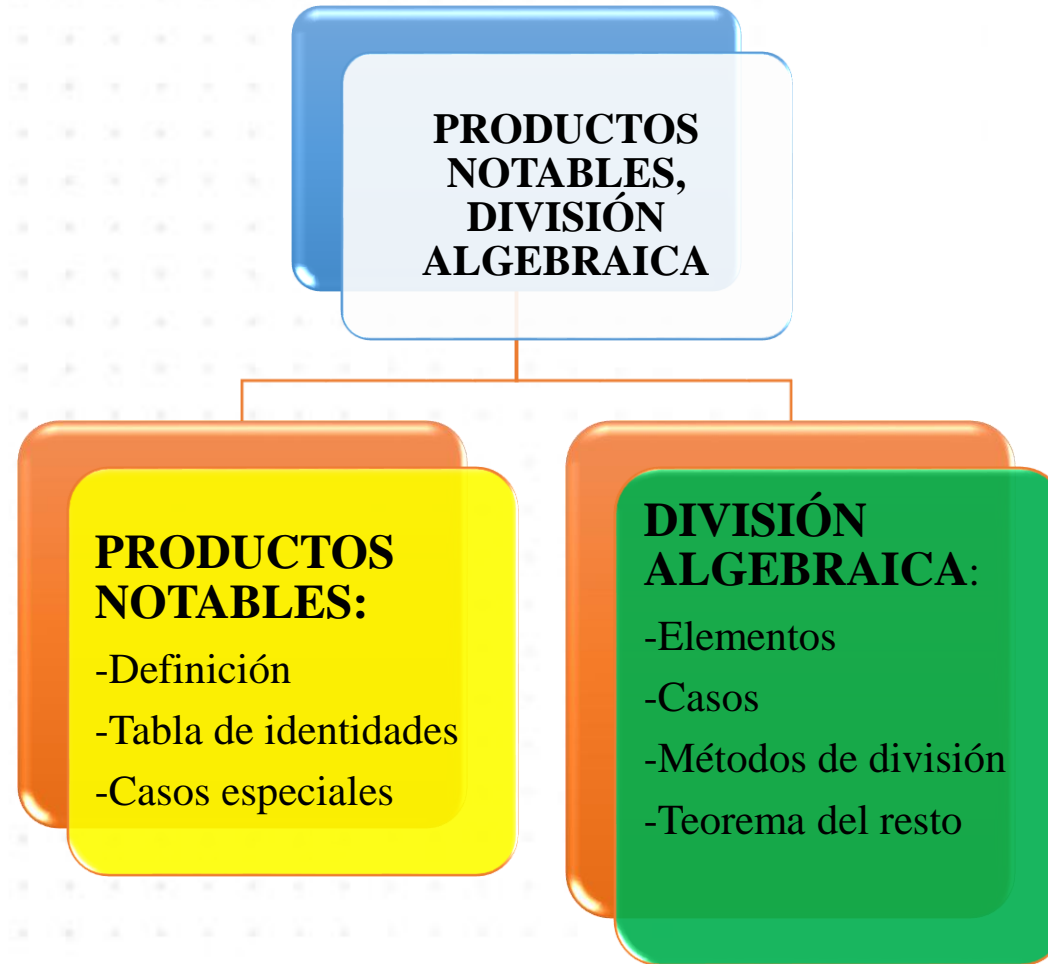 PRODUCTOS
NOTABLES,
DIVISIÓN
ALGEBRAICA
PRODUCTOS
NOTABLES:
-Definición
-Tabla de identidades
-Casos especiales
DIVISIÓN
ALGEBRAICA:
-Elementos
-Casos
-Métodos de división
-Teorema del resto